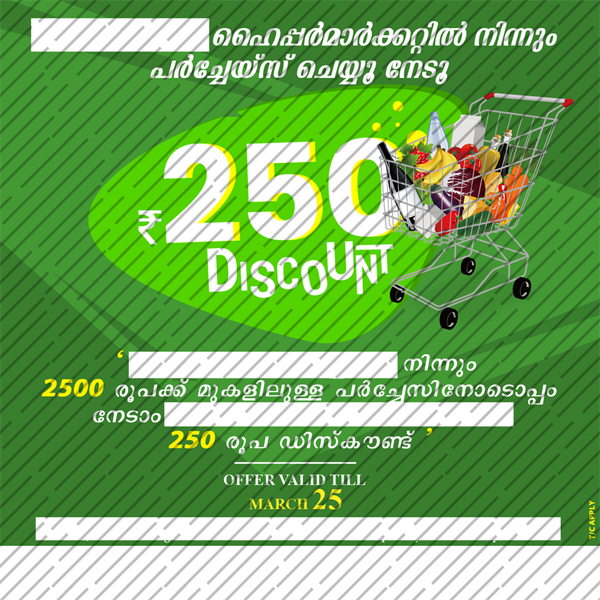 ഹൈപ്പർമാർക്കറ്റിൽ നിന്നും
പർച്ചേയ്സ് ചെയ്യൂ നേടൂ
₹250
DISCOUNT
‘ നിന്നും
2500 രൂപക്ക് മുകളിലുള്ള പർച്ചേസിനോടൊപ്പം
നേടാം
250 രൂപ ഡിസ്കൗണ്ട് ’
OFFER VALID TILL
MARCH 25
T/C APPLY